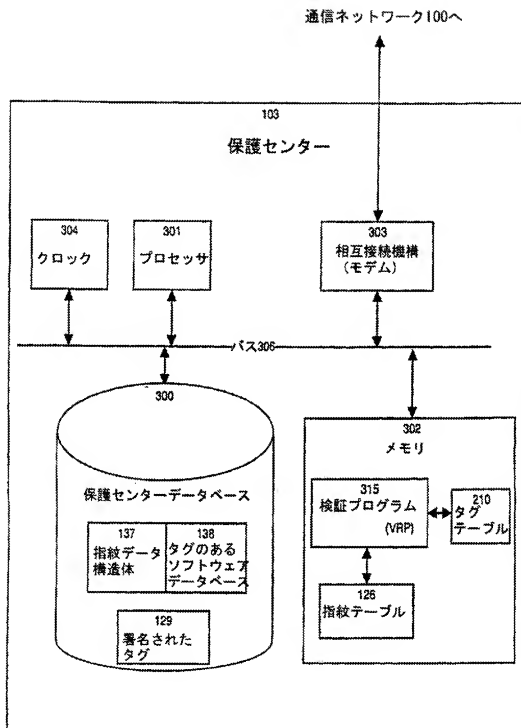 通信ネットワーク100へ
103
保護センター
304
クロック
301
プロセッサ
303
相互接続機構
(モデム)
バス306
300
保護センターデータベース
137
指紋データ
構造体
138
タグのある
ソフトウェア
データベース
129
署名された
タグ
302
メモリ
315
検証プログラム
(VRP)
210
タグ
テーブル
126
指紋テーブル